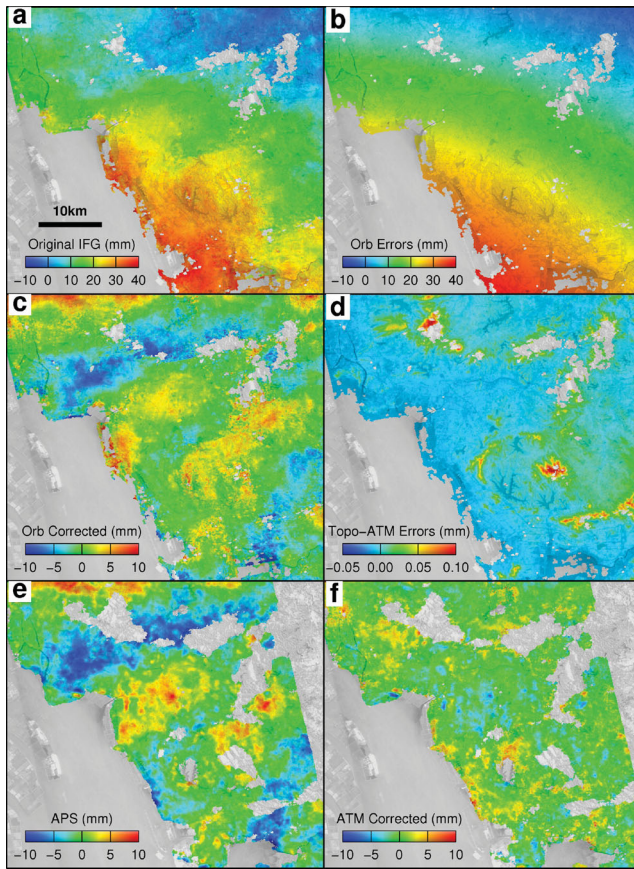 a
10km
Original IFG (mm)
−10 0 10 20 30 40
b
Orb Errors (mm)
−10 0 10 20 30 40
c
Orb Corrected (mm)
−10 −5 0 5 10
d
Topo−ATM Errors (mm)
−0.05 0.00 0.05 0.10
e
APS (mm)
−10 −5 0 5 10
f
ATM Corrected (mm)
−10 −5 0 5 10